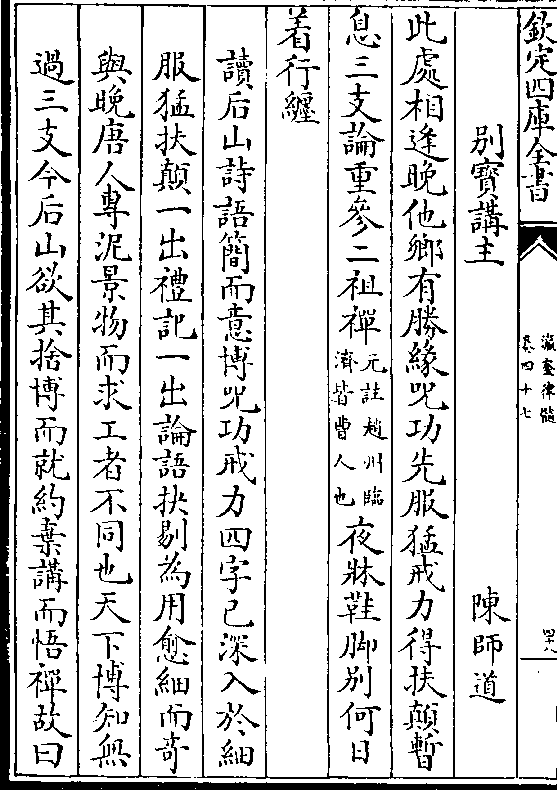 欽定四庫全書
瀛奎律髓
卷四十七
四十八
別寶講主
陳師道
此處相逢晚他鄉有勝緣咒功先服猛戒力得扶顛暫
息三支論重參二祖禪元註趙州臨濟皆曹人也夜牀鞋脚別何日
着行纏
讀后山詩語簡而意博咒功戒力四字已深入於細
服猛扶顛一出禮記一出論語抉剔為用愈細而奇
與晚唐人專泥景物而求工者不同也天下博知無
過三支今后山欲其捨博而就約棄講而悟禪故曰